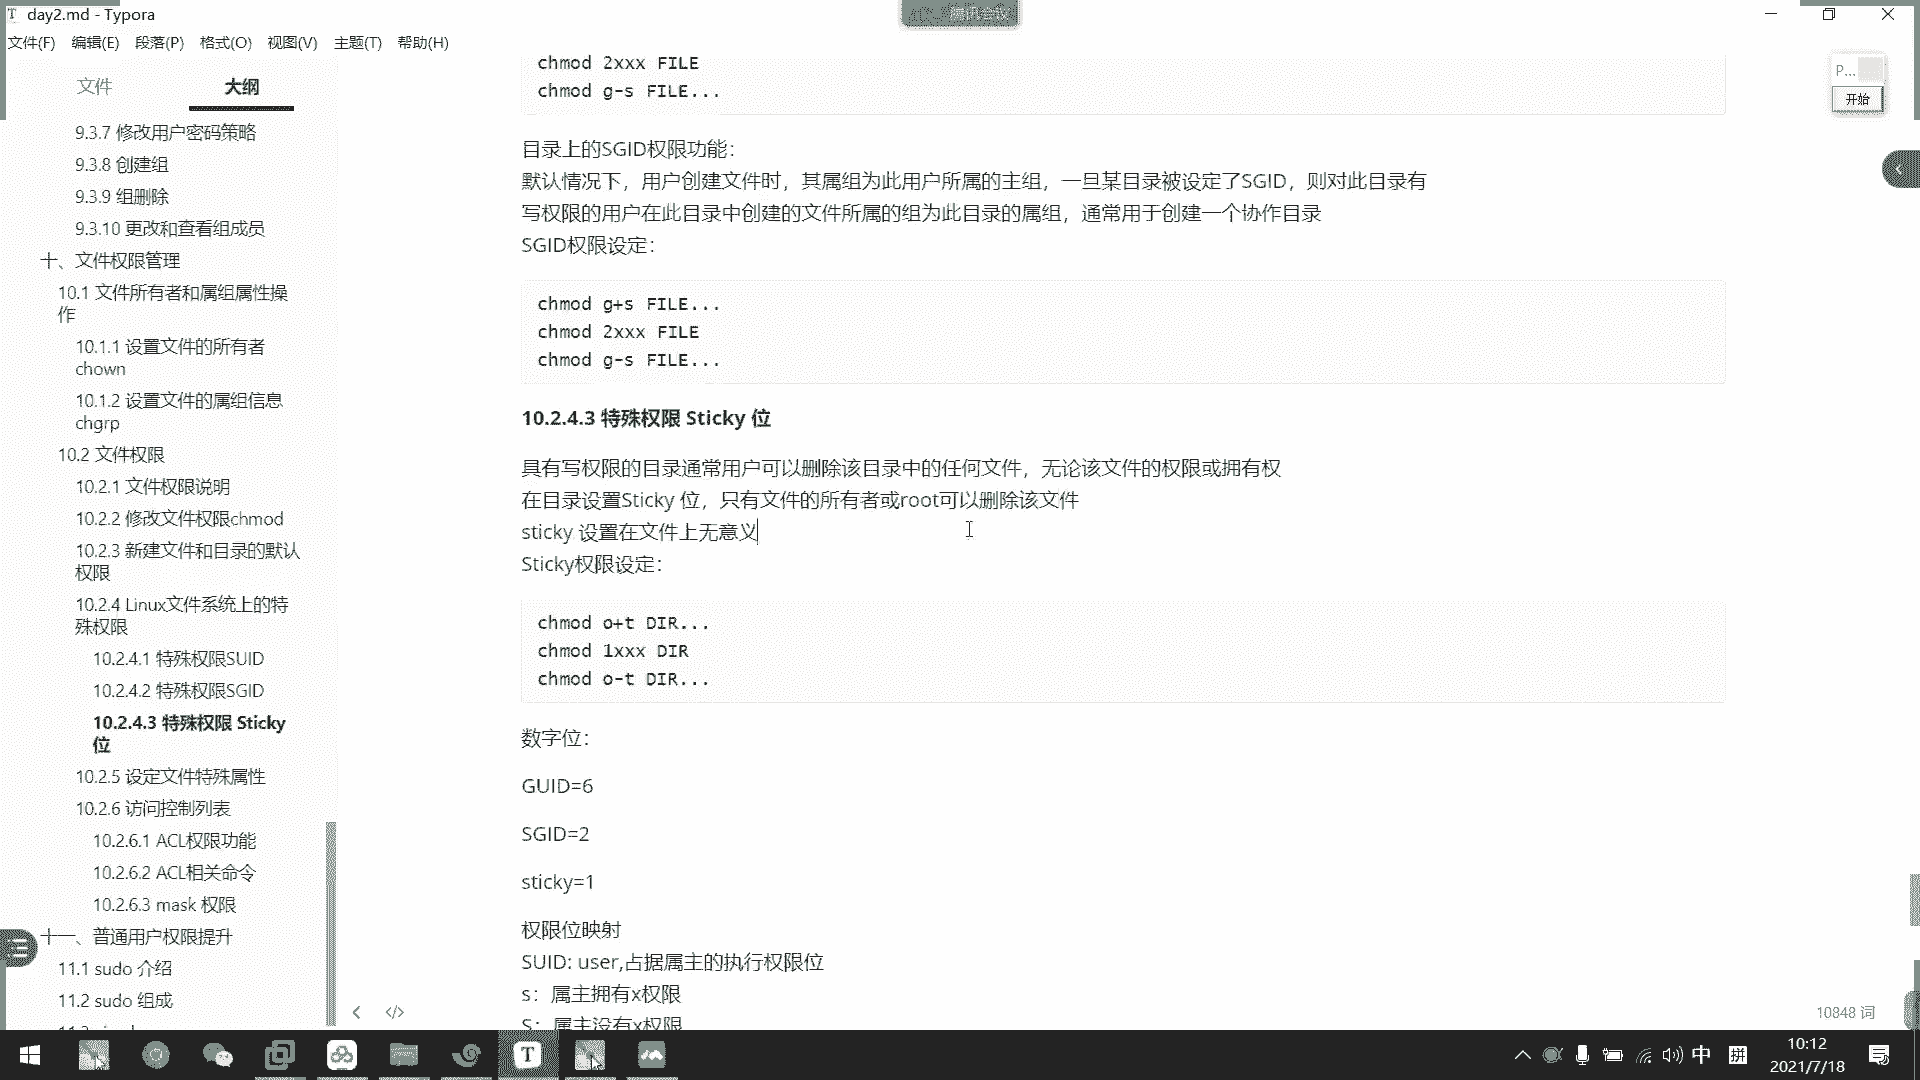 day2.md - Typora
文件(F) 编辑(E) 段落(P) 格式(O) 视图(V) 主题(T) 帮助(H)
文件 大纲
9.3.7 修改用户密码策略
9.3.8 创建组
9.3.9 组删除
9.3.10 更改和查看组成员
十、文件权限管理
10.1 文件所有者和属组属性操
作
10.1.1 设置文件的所有者
chown
10.1.2 设置文件的属组信息
chgrp
10.2 文件权限
10.2.1 文件权限说明
10.2.2 修改文件权限chmod
10.2.3 新建文件和目录的默认
权限
10.2.4 Linux文件系统上的特
殊权限
10.2.4.1 特殊权限SUID
10.2.4.2 特殊权限SGID
10.2.4.3 特殊权限 Sticky
位
10.2.5 设定文件特殊属性
10.2.6 访问控制列表
10.2.6.1 ACL权限功能
10.2.6.2 ACL相关命令
10.2.6.3 mask 权限
十一、普通用户权限提升
11.1 sudo 介绍
11.2 sudo 组成
chmod 2xxx FILE
chmod g-s FILE...
目录上的SGID权限功能：
默认情况下，用户创建文件时，其属组为此用户所属的主组，一旦某目录被设定了SGID，则对此目录有
写权限的用户在此目录中创建的文件所属的组为此目录的属组，通常用于创建一个协作目录
SGID权限设定：
chmod g+s FILE...
chmod 2xxx FILE
chmod g-s FILE...
10.2.4.3 特殊权限 Sticky 位
具有写权限的目录通常用户可以删除该目录中的任何文件，无论该文件的权限或拥有权
在目录设置Sticky 位，只有文件的所有者或root可以删除该文件
sticky 设置在文件上无意义
Sticky权限设定：
chmod o+t DIR...
chmod 1xxx DIR
chmod o-t DIR...
数字位：
GUID=6
SGID=2
sticky=1
权限位映射
SUID: user,占据属主的执行权限位
s：属主拥有x权限
S：属主没有x权限
P...
开始
10848 词
中 拼
10:12
2021/7/18